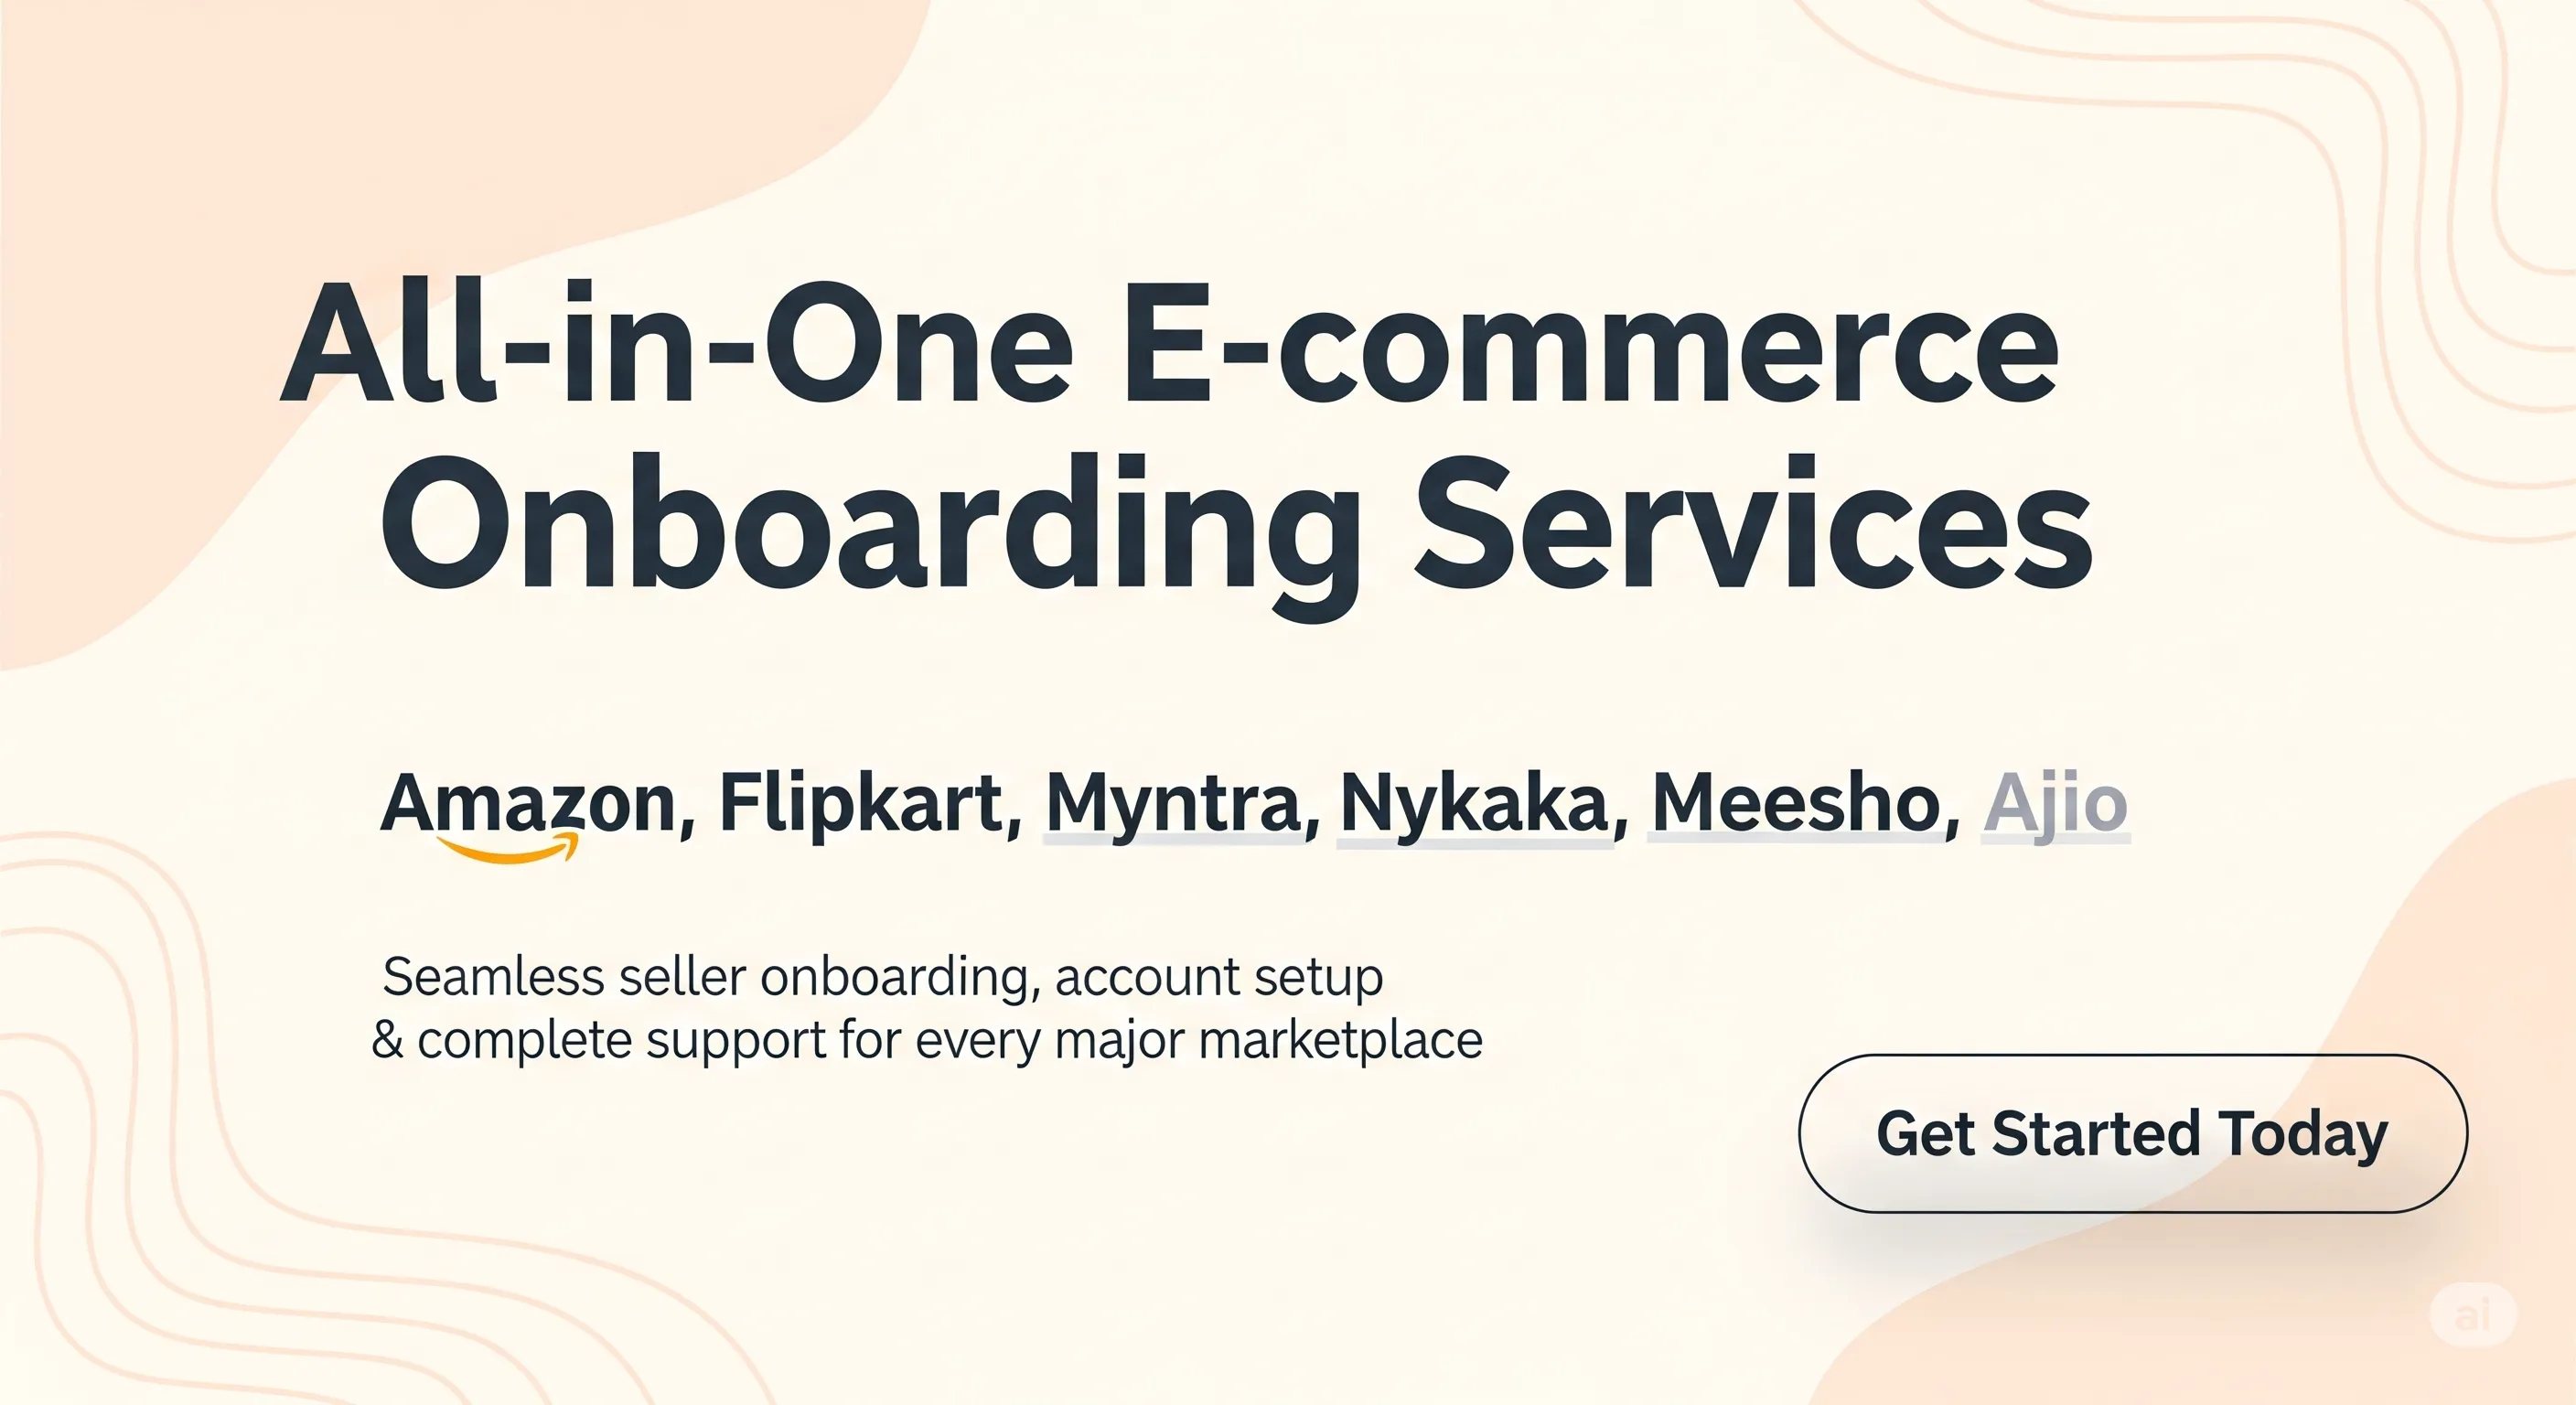 All-in-One E-commerce
Onboarding Services
Amazon, Flipkart, Myntra, Nykaka, Meesho, Ajio
Seamless seller onboarding, account setup
& complete support for every major marketplace
Get Started Today
ai